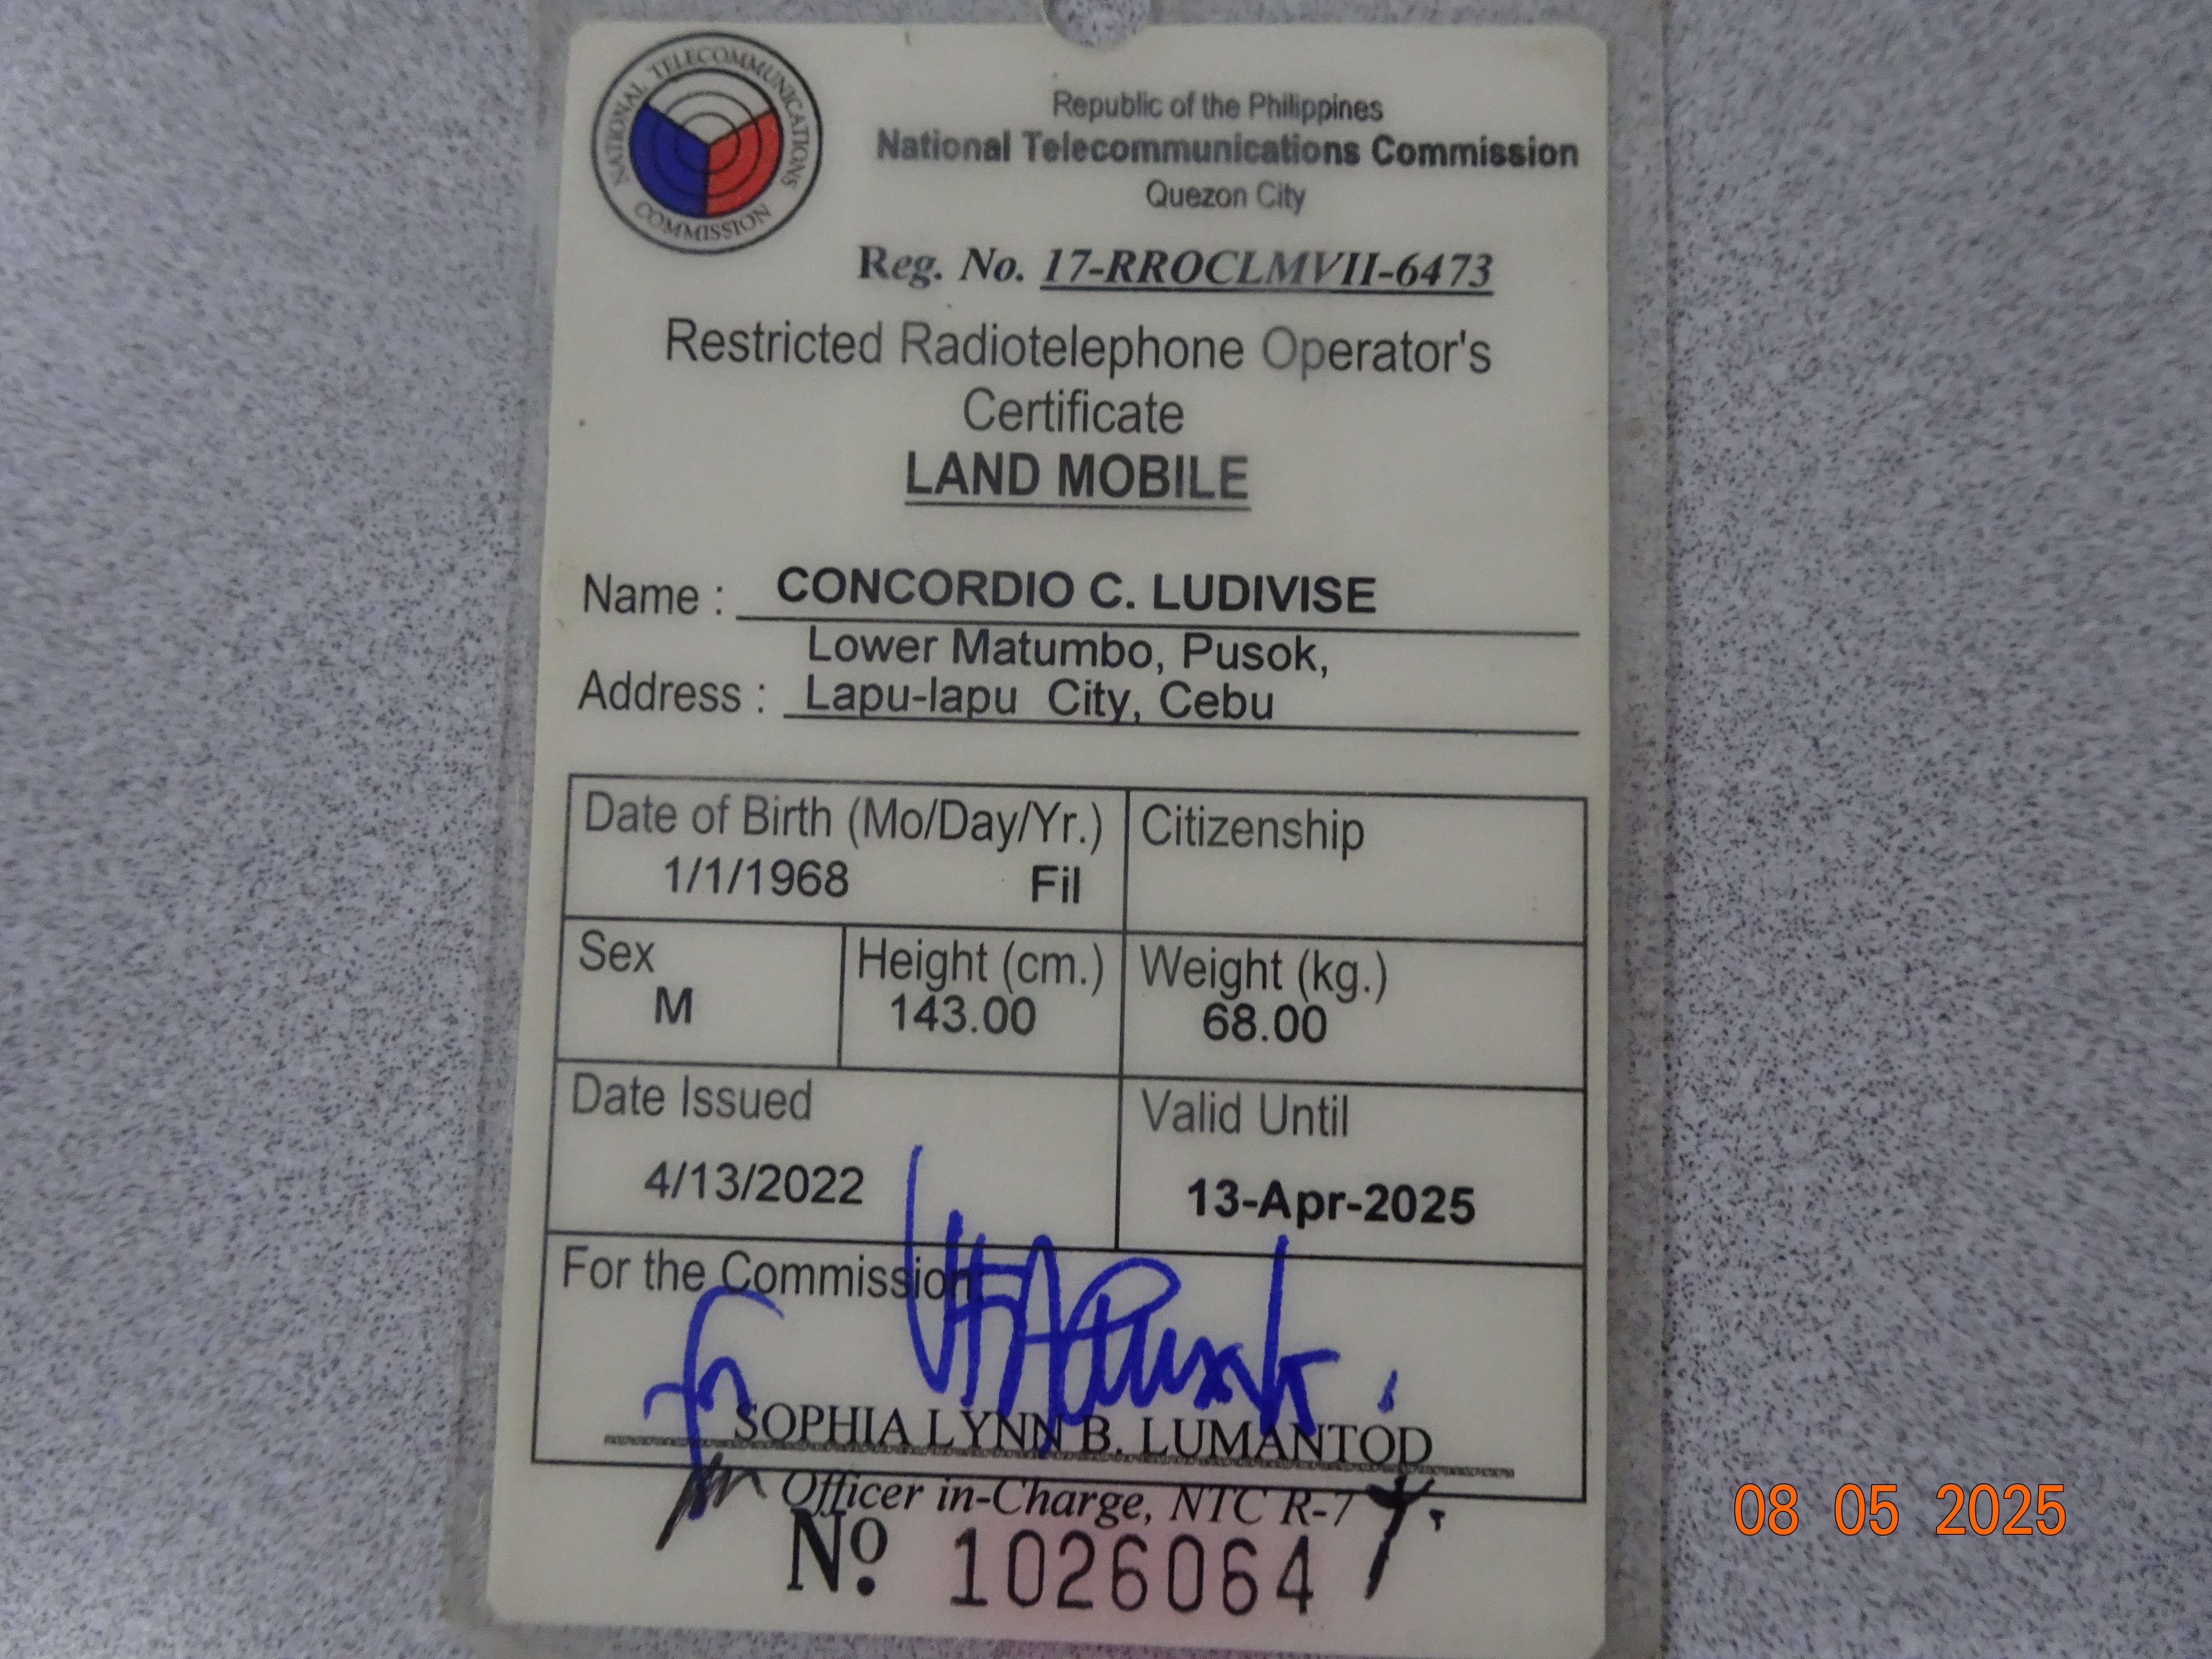 NATIONAL TELECOMMUNICATIONS COMMISSION
Republic of the Philippines
National Telecommunications Commission
Quezon City
Reg. No. 17-RROCLMVII-6473
Restricted Radiotelephone Operator's
Certificate
LAND MOBILE
Name : CONCORDIO C. LUDIVISE
Lower Matumbo, Pusok,
Address : Lapu-lapu City, Cebu
Date of Birth (Mo/Day/Yr.) Citizenship
1/1/1968 Fil
Sex Height (cm.) Weight (kg.)
M 143.00 68.00
Date Issued Valid Until
4/13/2022 13-Apr-2025
For the Commission
SOPHIA LYNN B. LUMANTOD
Officer in-Charge, NTC R-7
Nº. 1026064
08 05 2025